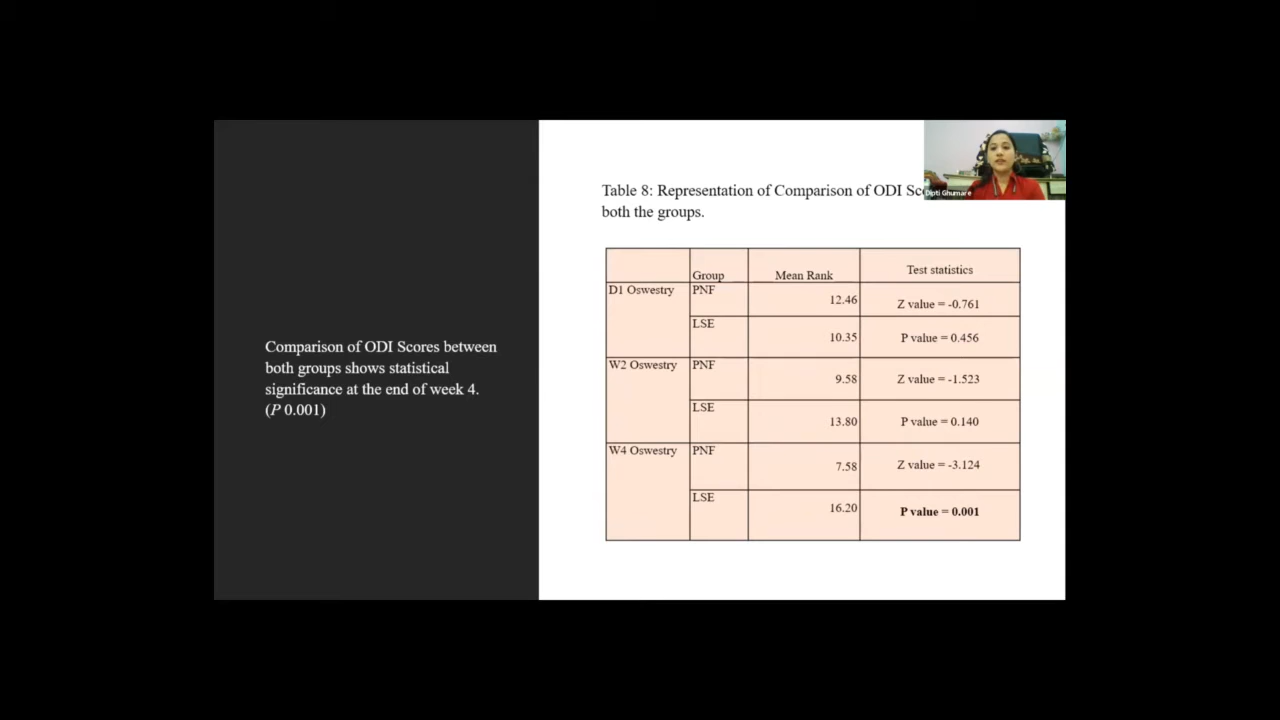 Comparison of ODI Scores between
both groups shows statistical
significance at the end of week 4.
(P 0.001)
Dipti Ghumare
Table 8: Representation of Comparison of ODI
both the groups.
Group Mean Rank Test statistics
D1 Oswestry PNF 12.46 Z value = -0.761
LSE 10.35 P value = 0.456
W2 Oswestry PNF 9.58 Z value = -1.523
LSE 13.80 P value = 0.140
W4 Oswestry PNF 7.58 Z value = -3.124
LSE 16.20 P value = 0.001